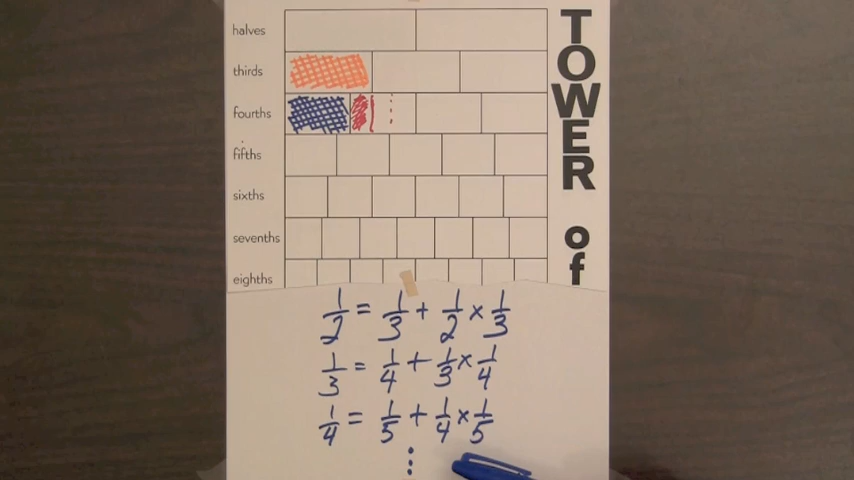 halves
thirds
fourths
fifths
sixths
sevenths
eighths
TOWER
of
1/2 = 1/3 + 1/2 × 1/3
1/3 = 1/4 + 1/3 × 1/4
1/4 = 1/5 + 1/4 × 1/5
⋮